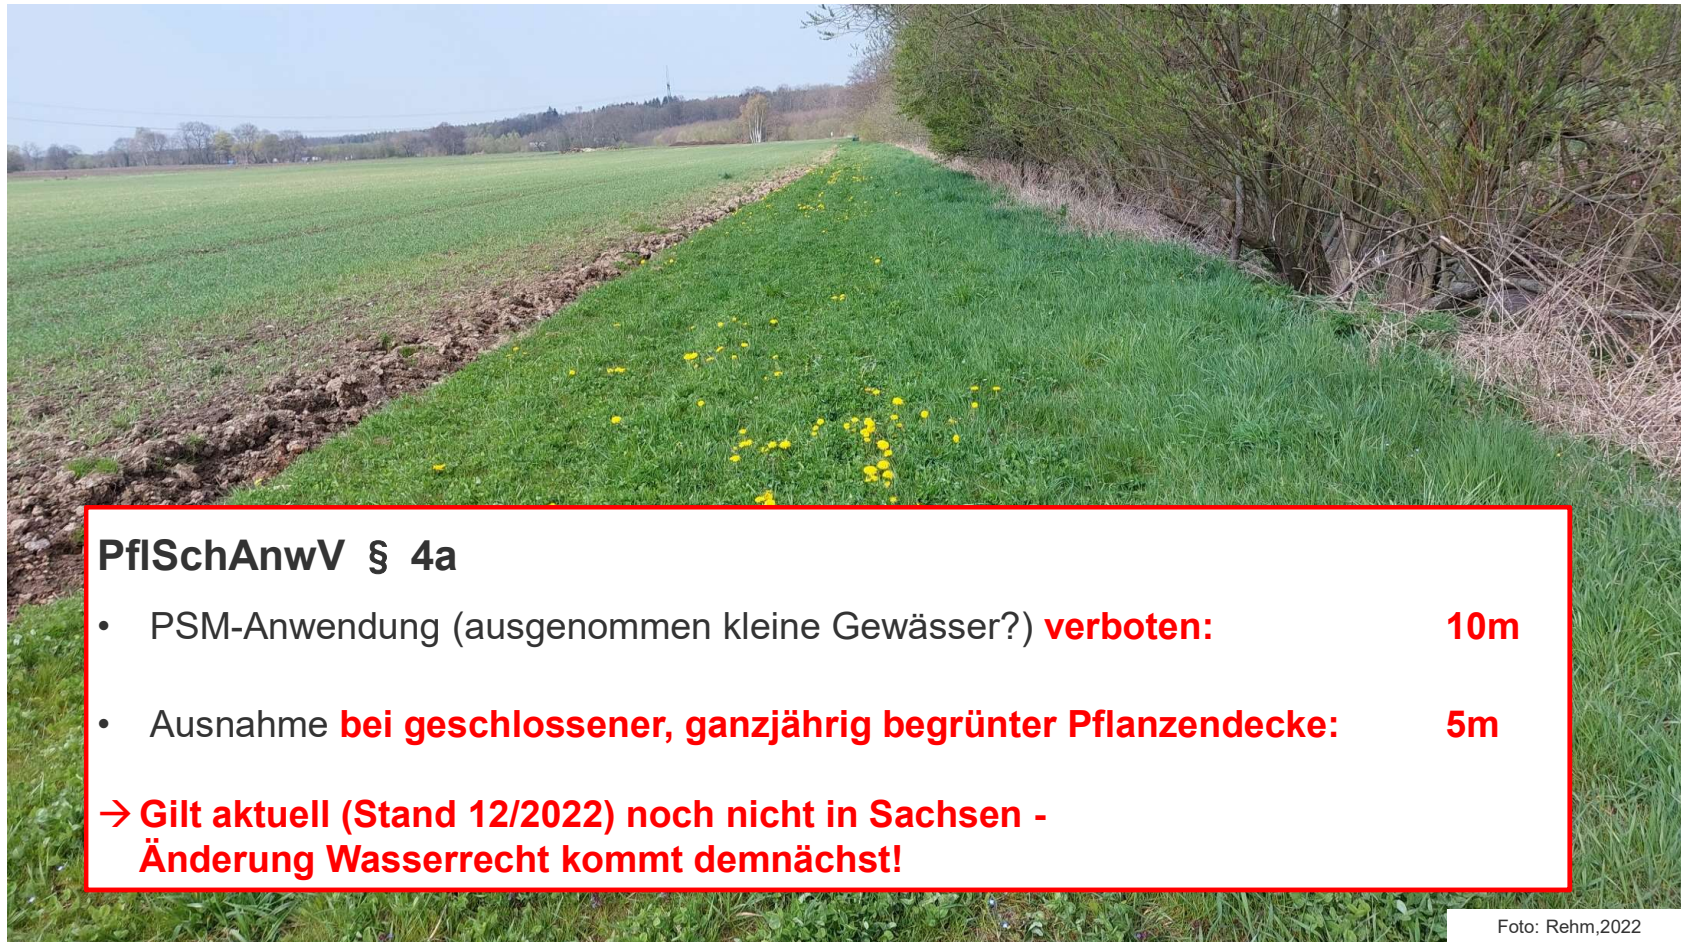 PflSchAnwV § 4a
• PSM-Anwendung (ausgenommen kleine Gewässer?) verboten: 10m
• Ausnahme bei geschlossener, ganzjährig begrünter Pflanzendecke: 5m
→ Gilt aktuell (Stand 12/2022) noch nicht in Sachsen -
Änderung Wasserrecht kommt demnächst!
Foto: Rehm,2022